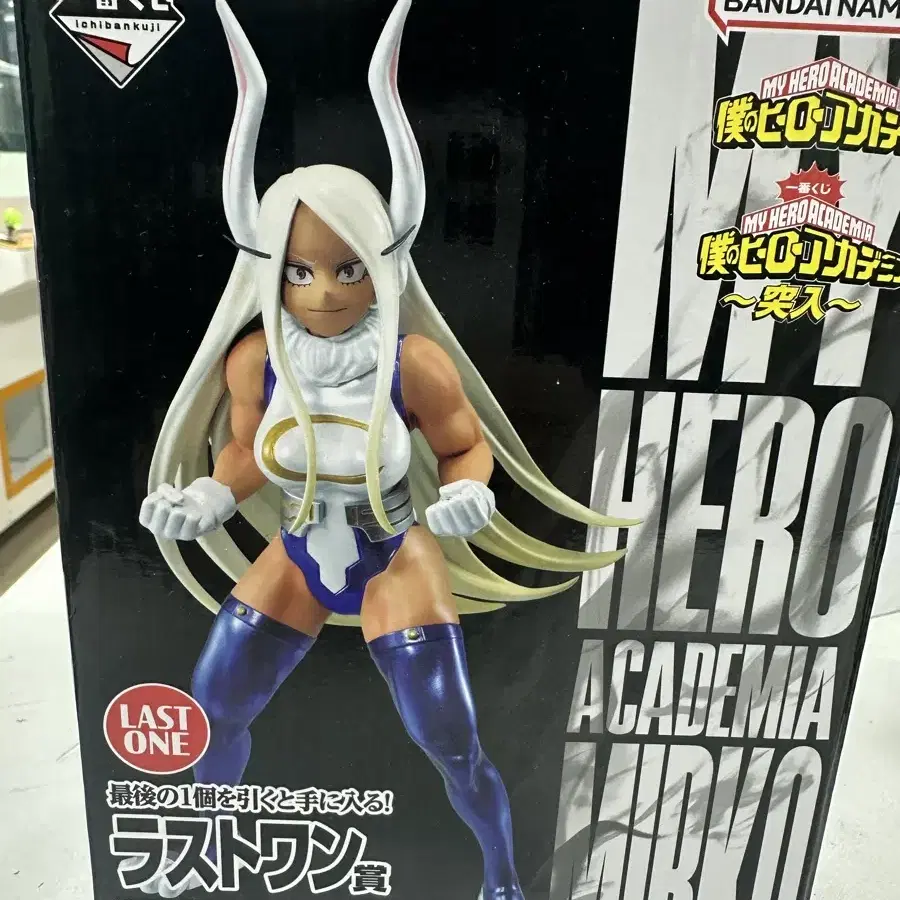 一番くじ
ichibankuji
BANDAI NAM
MY HERO ACADEMIA
僕のヒーローアカデ
一番くじ
MY HERO ACADEMIA
僕のヒーローアカデミア
～突入～
MY
HERO
ACADEMIA
MIRKO
LAST
ONE
最後の1個を引くと手に入る!
ラストワン賞